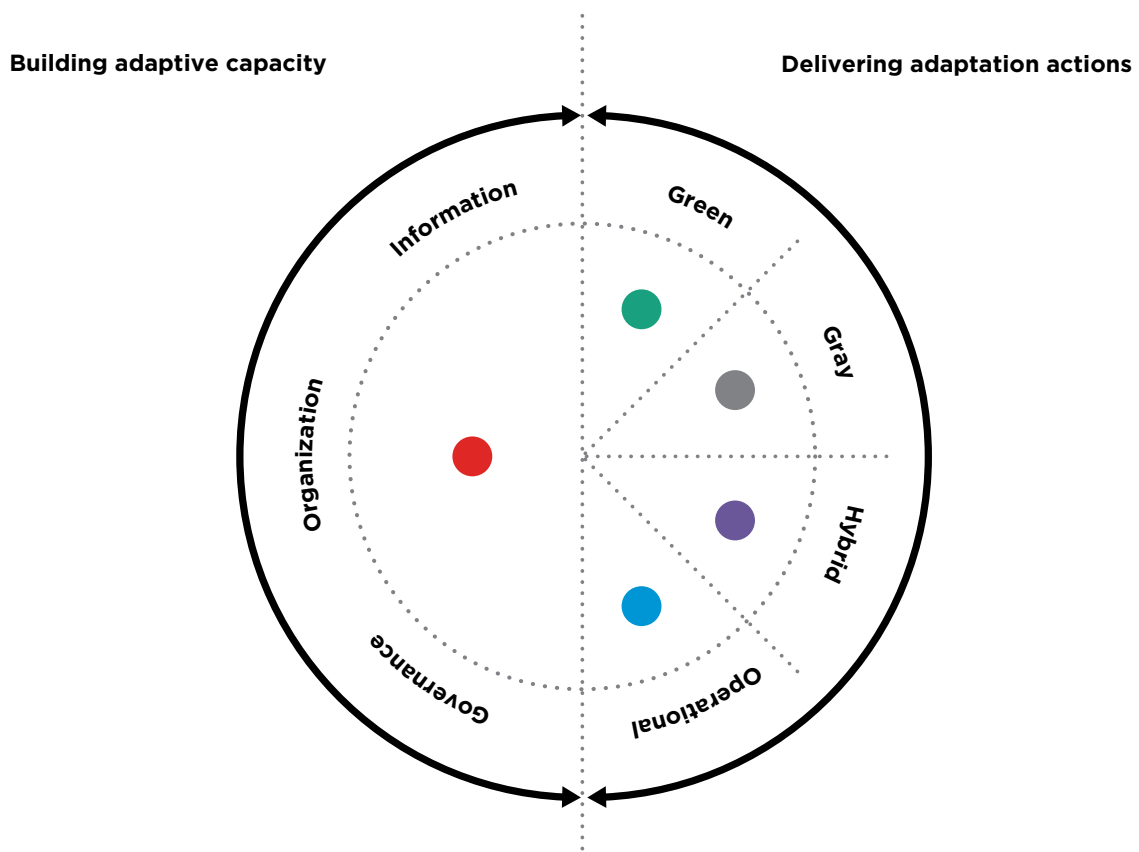 Building adaptive capacity
Delivering adaptation actions
Information
Organization
Governance
Green
Gray
Hybrid
Operational